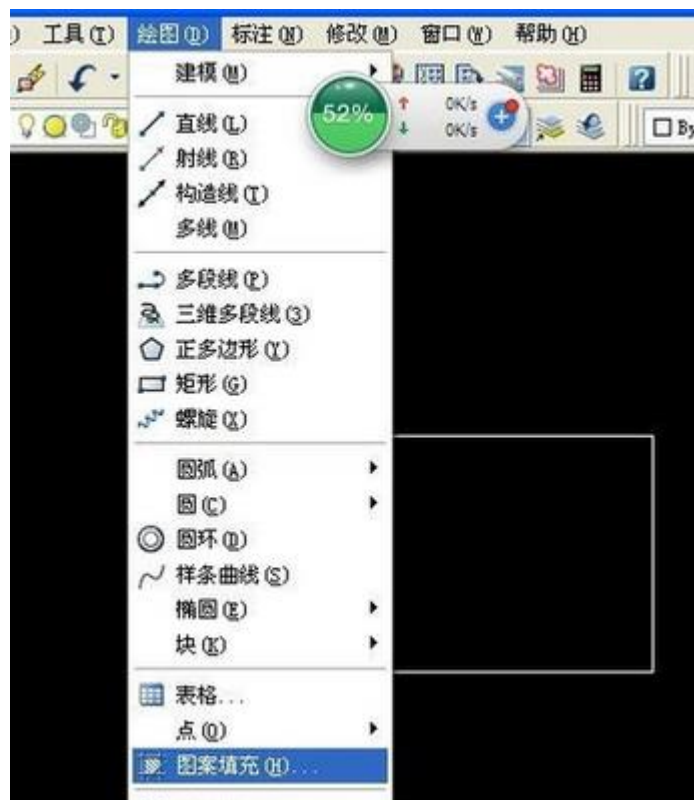 ) 工具(T) 绘图(D) 标注(N) 修改(M) 窗口(W) 帮助(H)
建模(M)
52%
0K/s
0K/s
By
直线(L)
射线(R)
构造线(T)
多线(M)
多段线(P)
三维多段线(3)
正多边形(Y)
矩形(G)
螺旋(X)
圆弧(A)
圆(C)
圆环(D)
样条曲线(S)
椭圆(E)
块(K)
表格...
点(O)
图案填充(H)...